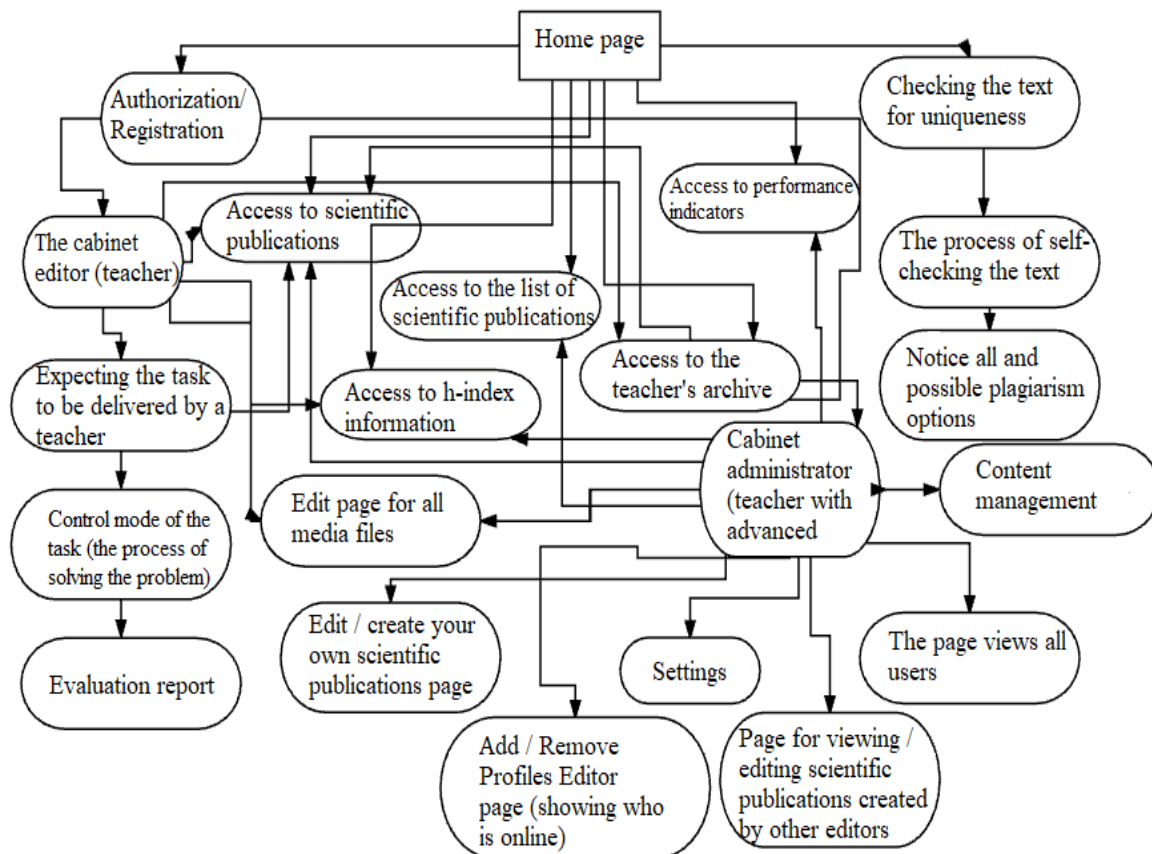 Home page
Authorization/
Registration
Checking the text
for uniqueness
Access to scientific
publications
Access to performance
indicators
The cabinet
editor (teacher)
The process of self-
checking the text
Access to the list of
scientific publications
Expecting the task
to be delivered by a
teacher
Access to h-index
information
Access to the
teacher's archive
Notice all and
possible plagiarism
options
Cabinet
administrator
(teacher with
advanced
Content
management
Edit page for all
media files
Control mode of the
task (the process of
solving the problem)
Edit / create your
own scientific
publications page
Settings
The page views all
users
Evaluation report
Add / Remove
Profiles Editor
page (showing who
is online)
Page for viewing /
editing scientific
publications created
by other editors